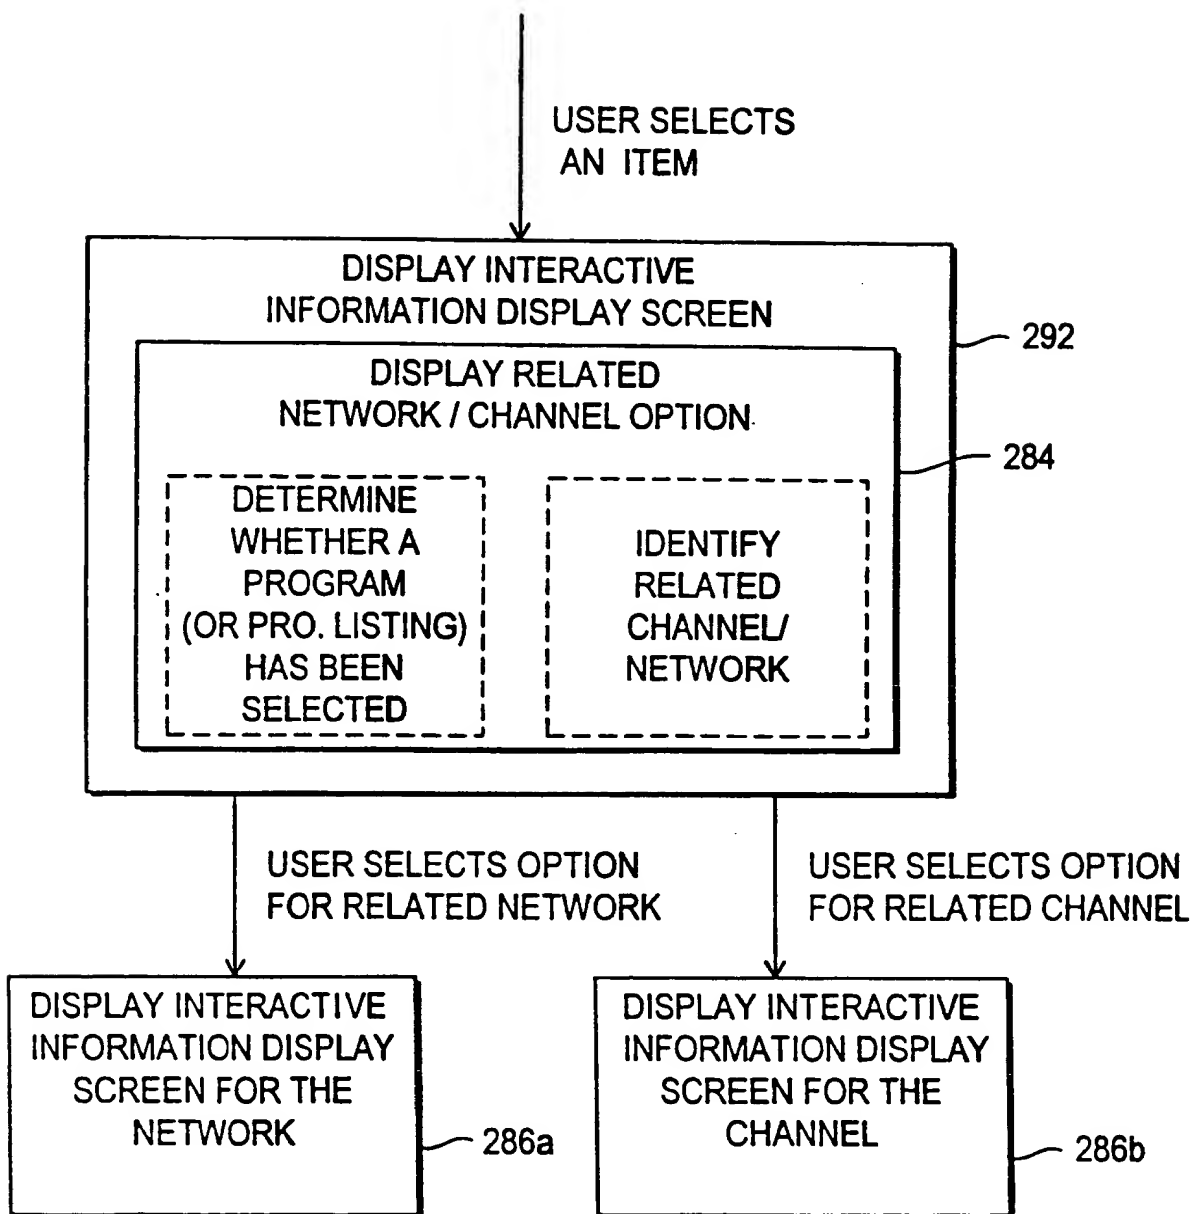 USER SELECTS
AN ITEM
DISPLAY INTERACTIVE
INFORMATION DISPLAY SCREEN
292
DISPLAY RELATED
NETWORK / CHANNEL OPTION
284
DETERMINE
WHETHER A
PROGRAM
(OR PRO. LISTING)
HAS BEEN
SELECTED
IDENTIFY
RELATED
CHANNEL/
NETWORK
USER SELECTS OPTION
FOR RELATED NETWORK
USER SELECTS OPTION
FOR RELATED CHANNEL
DISPLAY INTERACTIVE
INFORMATION DISPLAY
SCREEN FOR THE
NETWORK
286a
DISPLAY INTERACTIVE
INFORMATION DISPLAY
SCREEN FOR THE
CHANNEL
286b